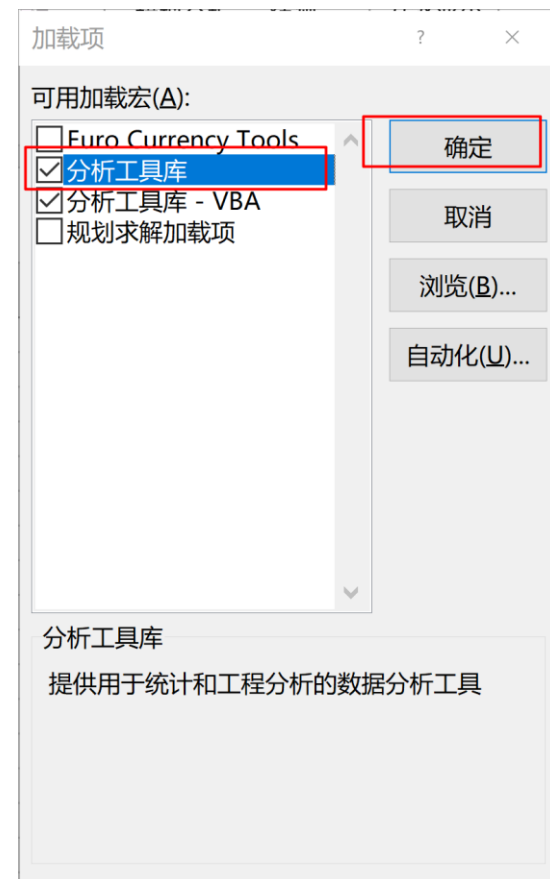 加载项
?
×
可用加载宏(A):
Euro Currency Tools
分析工具库
分析工具库 - VBA
规划求解加载项
确定
取消
浏览(B)...
自动化(U)...
分析工具库
提供用于统计和工程分析的数据分析工具